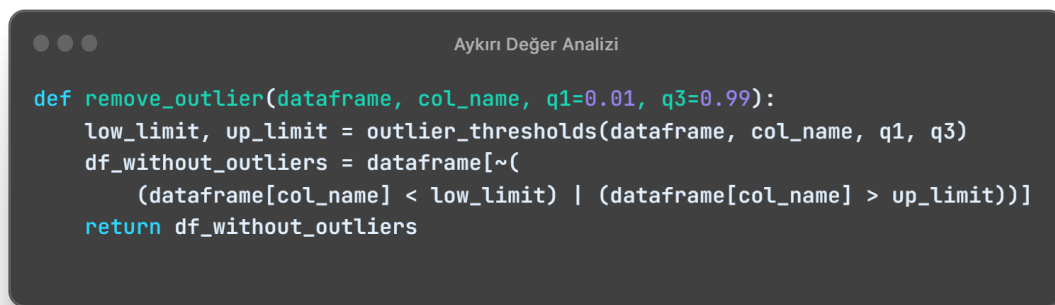 Aykırı Değer Analizi
def remove_outlier(dataframe, col_name, q1=0.01, q3=0.99):
    low_limit, up_limit = outlier_thresholds(dataframe, col_name, q1, q3)
    df_without_outliers = dataframe[~(
        (dataframe[col_name] < low_limit) | (dataframe[col_name] > up_limit))]
    return df_without_outliers